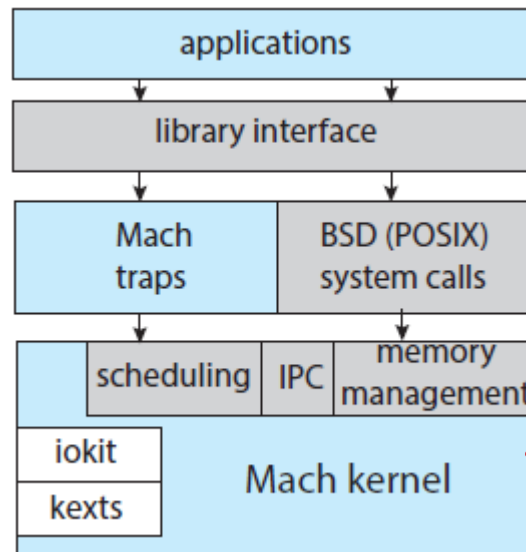 applications
library interface
Mach
traps
BSD (POSIX)
system calls
scheduling
IPC
memory
management
iokit
kexts
Mach kernel